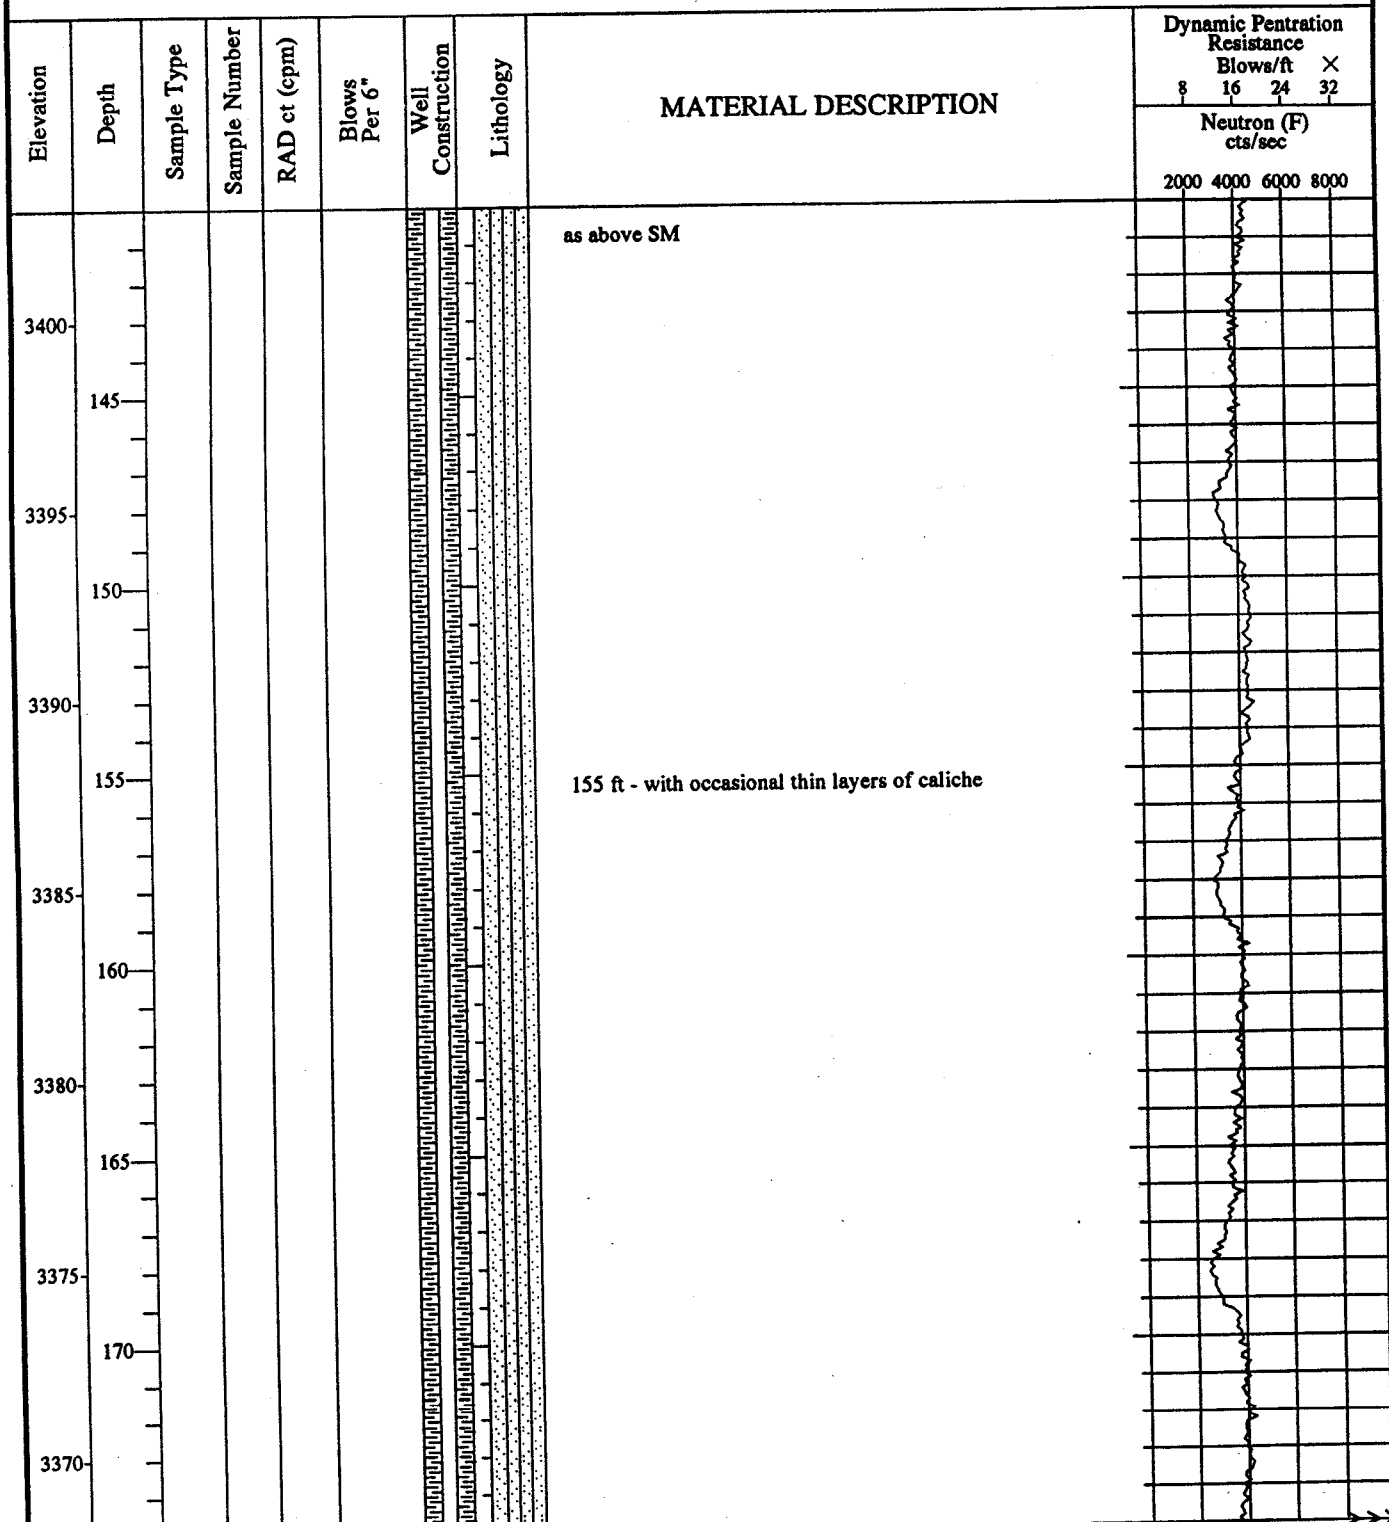 Elevation
Depth
Sample Type
Sample Number
RAD ct (cpm)
Blows
Per 6"
Well
Construction
Lithology
MATERIAL DESCRIPTION
Dynamic Pentration
Resistance
Blows/ft ×
8 16 24 32
Neutron (F)
cts/sec
2000 4000 6000 8000
as above SM
3400
145
3395
150
3390
155
155 ft - with occasional thin layers of caliche
3385
160
3380
165
3375
170
3370